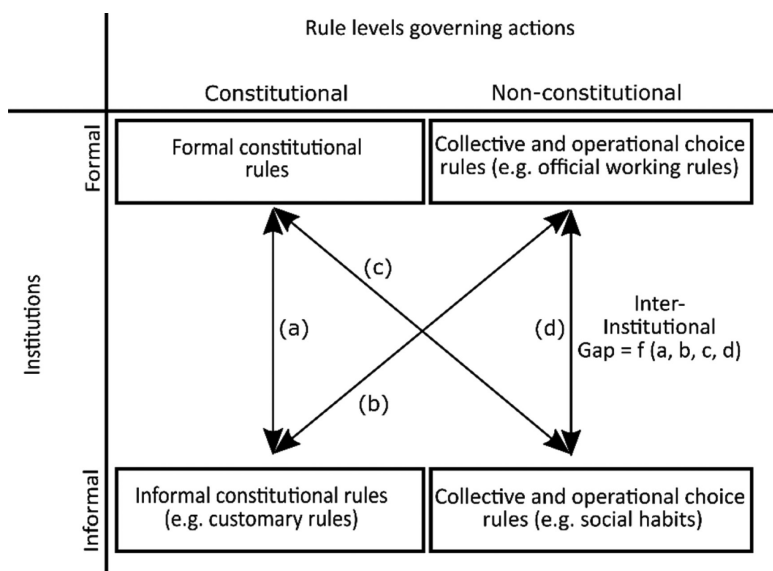 Rule levels governing actions
Constitutional
Non-constitutional
Institutions
Formal
Formal constitutional
rules
Collective and operational choice
rules (e.g. official working rules)
(c)
(a)
(d)
Inter-
Institutional
Gap = f (a, b, c, d)
(b)
Informal
Informal constitutional rules
(e.g. customary rules)
Collective and operational choice
rules (e.g. social habits)